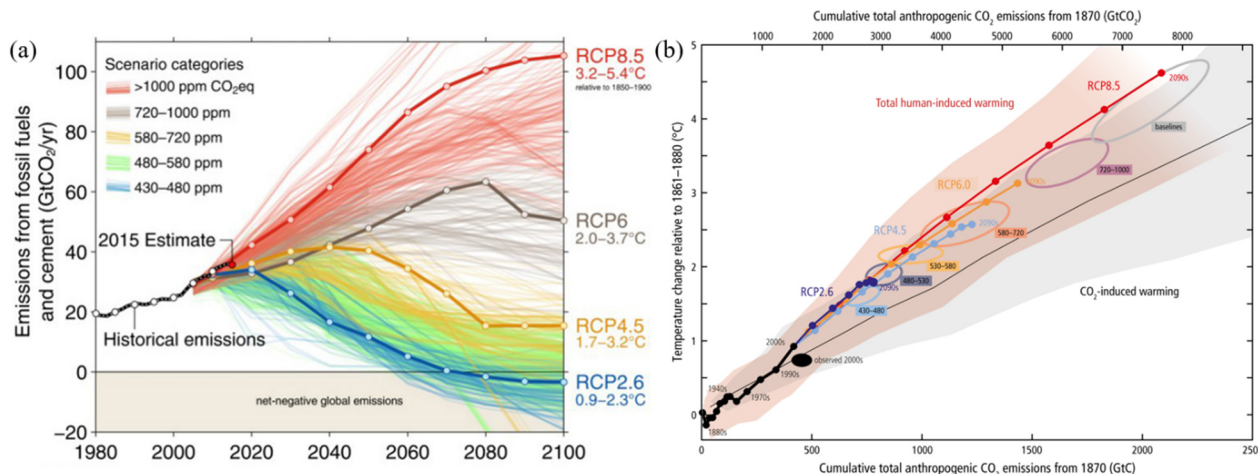 (a)
Emissions from fossil fuels
and cement (GtCO2/yr)
100
80
60
40
20
0
−20
Scenario categories
>1000 ppm CO2eq
720–1000 ppm
580–720 ppm
480–580 ppm
430–480 ppm
2015 Estimate
Historical emissions
net-negative global emissions
1980 2000 2020 2040 2060 2080 2100
RCP8.5
3.2–5.4°C
relative to 1850–1900
RCP6
2.0–3.7°C
RCP4.5
1.7–3.2°C
RCP2.6
0.9–2.3°C
(b)
Cumulative total anthropogenic CO2 emissions from 1870 (GtCO2)
1000 2000 3000 4000 5000 6000 7000 8000
Temperature change relative to 1861–1880 (°C)
5
4
3
2
1
0
Total human-induced warming
RCP8.5
2090s
baselines
720–1000
RCP6.0
2090s
RCP4.5
2090s
580–720
530–580
RCP2.6
480–530
2090s
430–480
CO2-induced warming
2000s
observed 2000s
1990s
1940s
1970s
1880s
500 1000 1500 2000 250
Cumulative total anthropogenic CO2 emissions from 1870 (GtC)